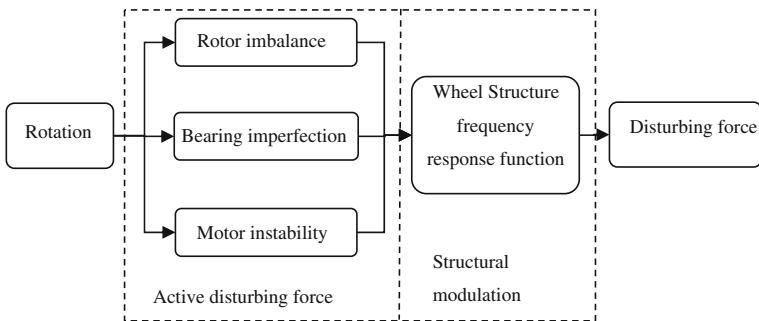 Rotation
Rotor imbalance
Bearing imperfection
Motor instability
Active disturbing force
Wheel Structure
frequency
response function
Structural
modulation
Disturbing force